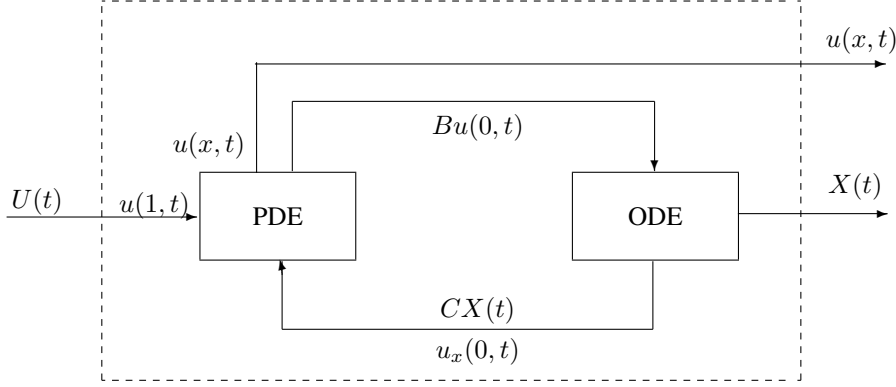 u(x, t)
Bu(0, t)
u(x, t)
U(t)
u(1, t)
PDE
ODE
X(t)
CX(t)
u_x(0, t)